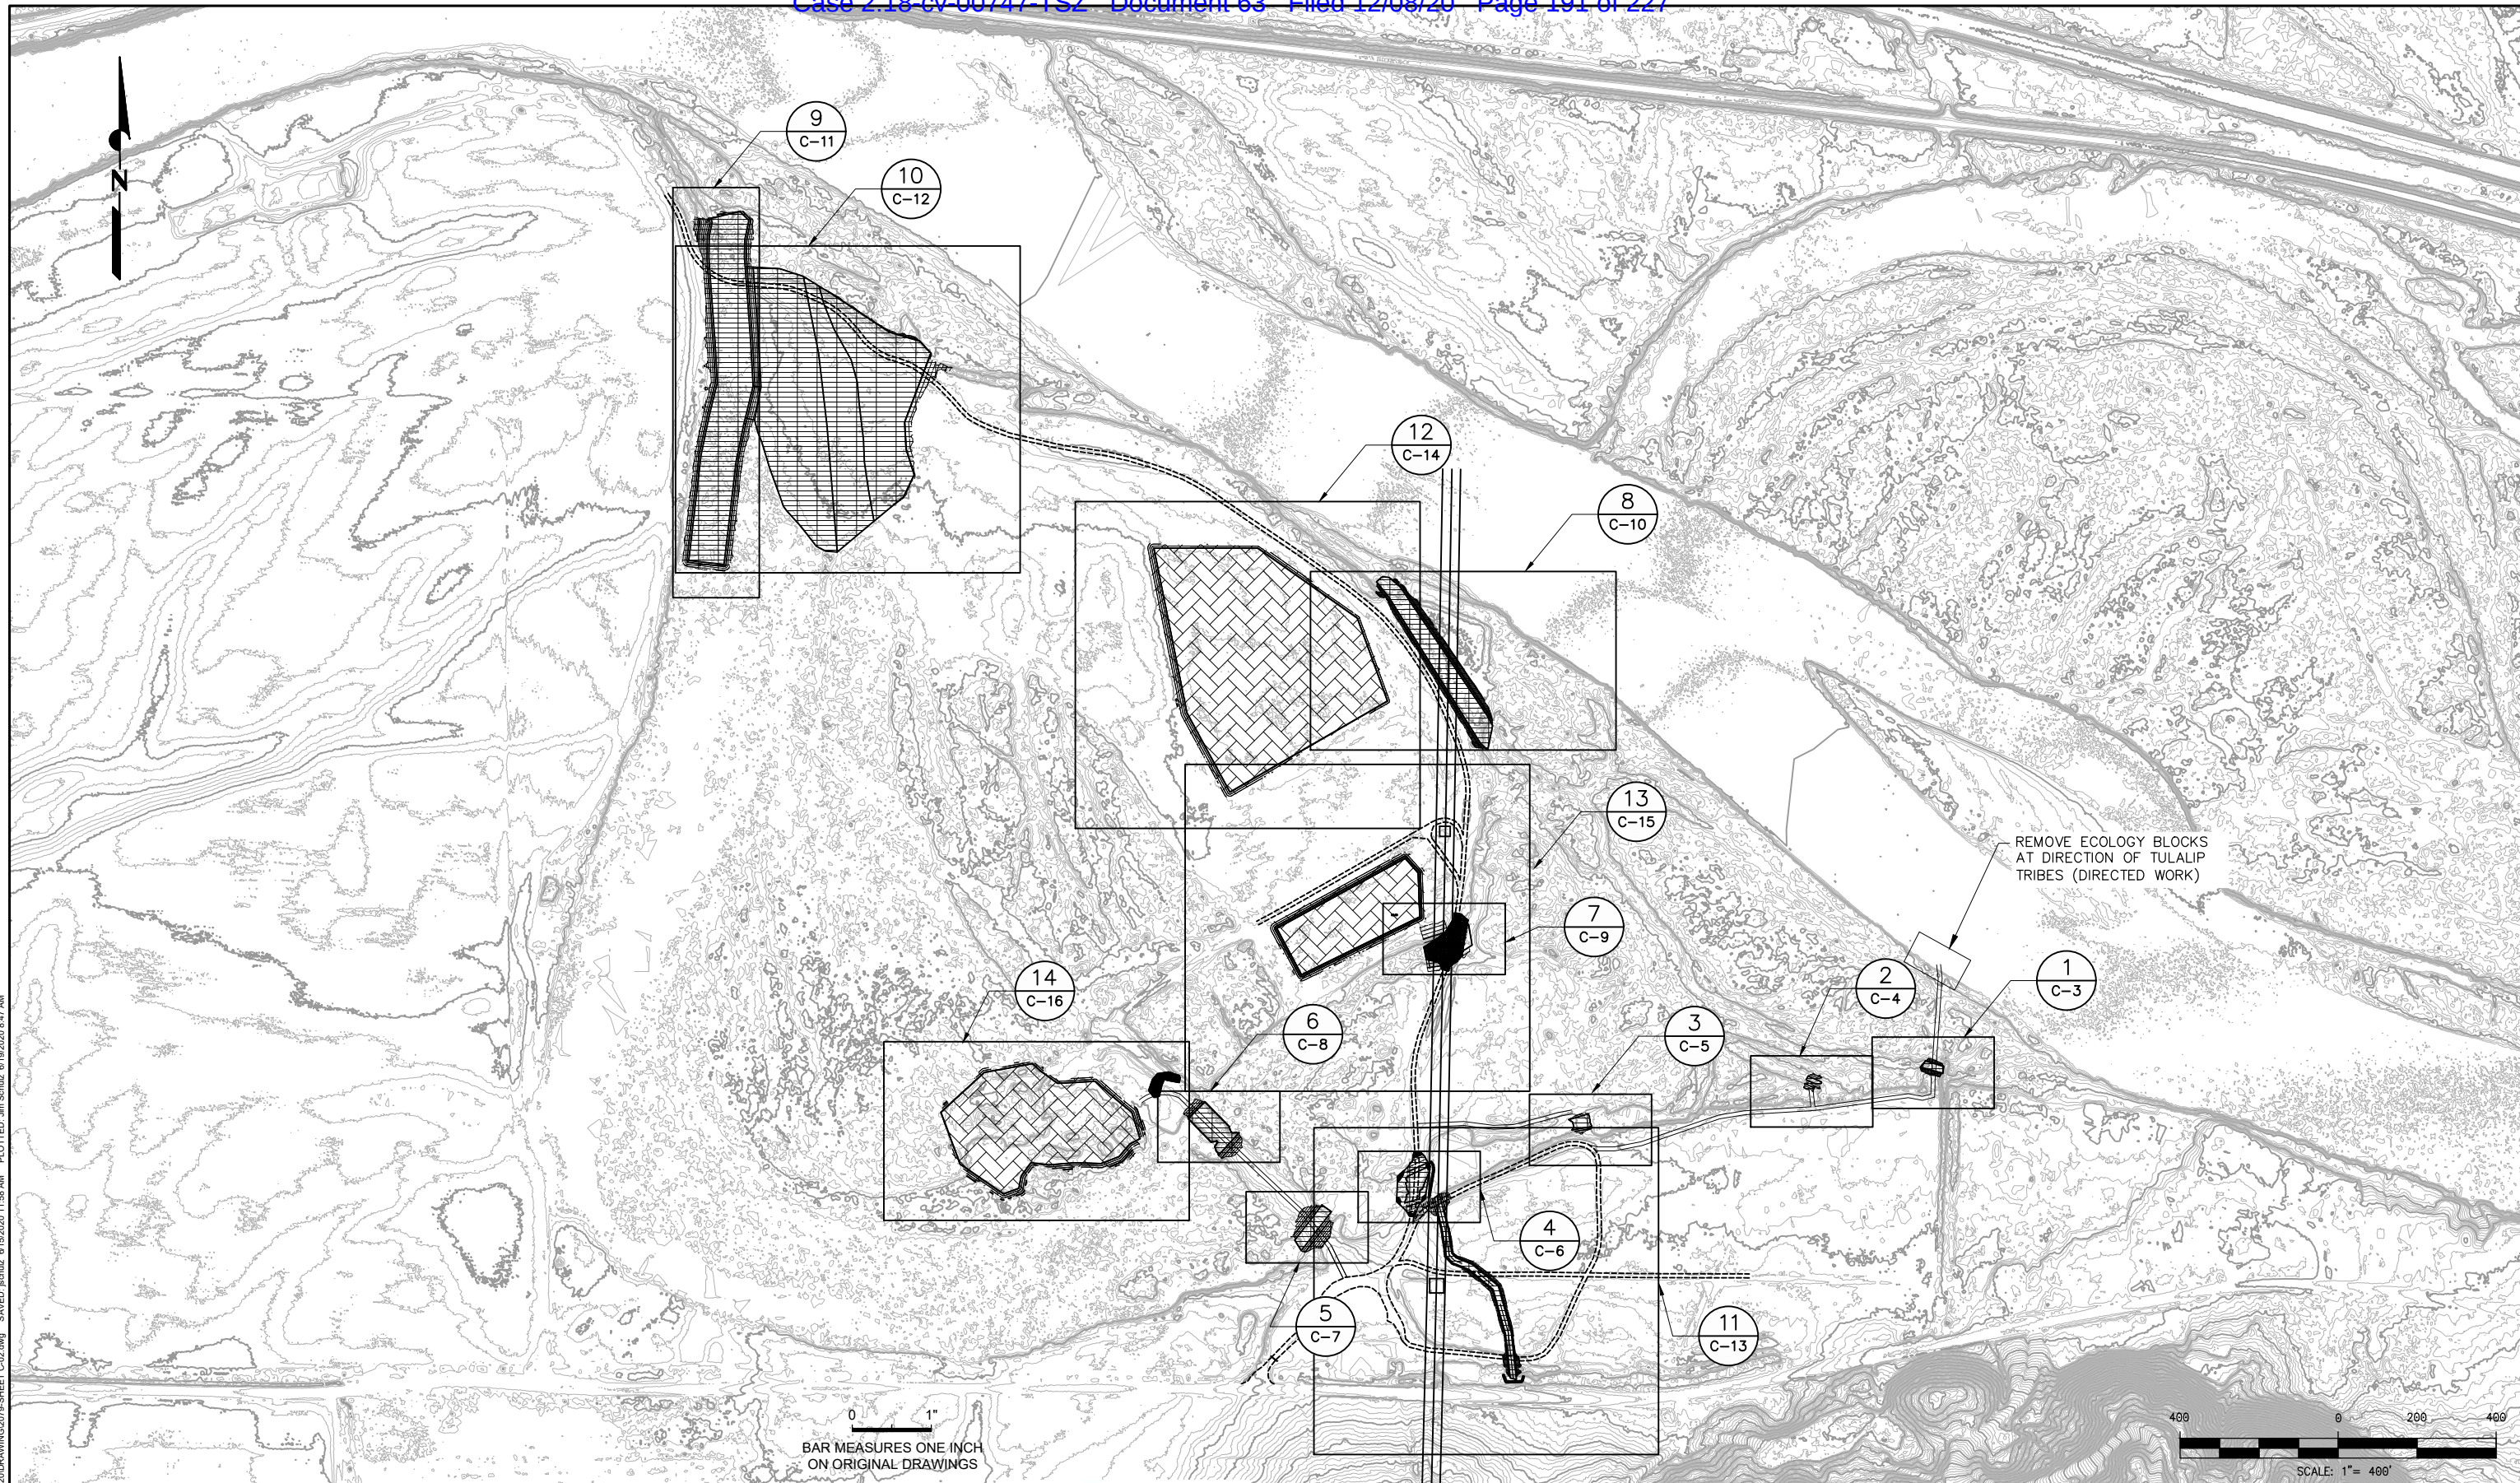 Case 2:18-cv-00747-TSZ Document 63 Filed 12/08/20 Page 191 of 227
N
9
C-11
10
C-12
12
C-14
8
C-10
13
C-15
REMOVE ECOLOGY BLOCKS
AT DIRECTION OF TULALIP
TRIBES (DIRECTED WORK)
7
C-9
2
C-4
1
C-3
14
C-16
6
C-8
3
C-5
4
C-6
5
C-7
11
C-13
0 1"
BAR MEASURES ONE INCH
ON ORIGINAL DRAWINGS
400 0 200 400
SCALE: 1"= 400'